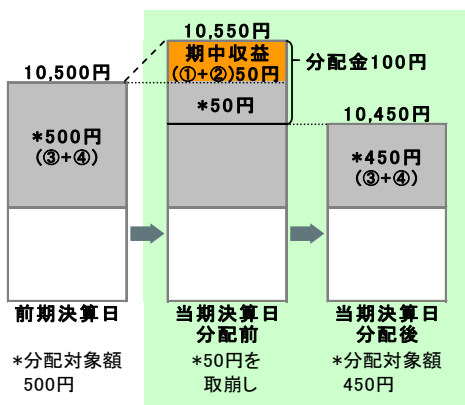 10,550円
期中収益
(①+②)50円
分配金100円
10,500円
*50円
10,450円
*500円
(③+④)
*450円
(③+④)
前期決算日
当期決算日
分配前
当期決算日
分配後
*分配対象額
500円
*50円を
取崩し
*分配対象額
450円